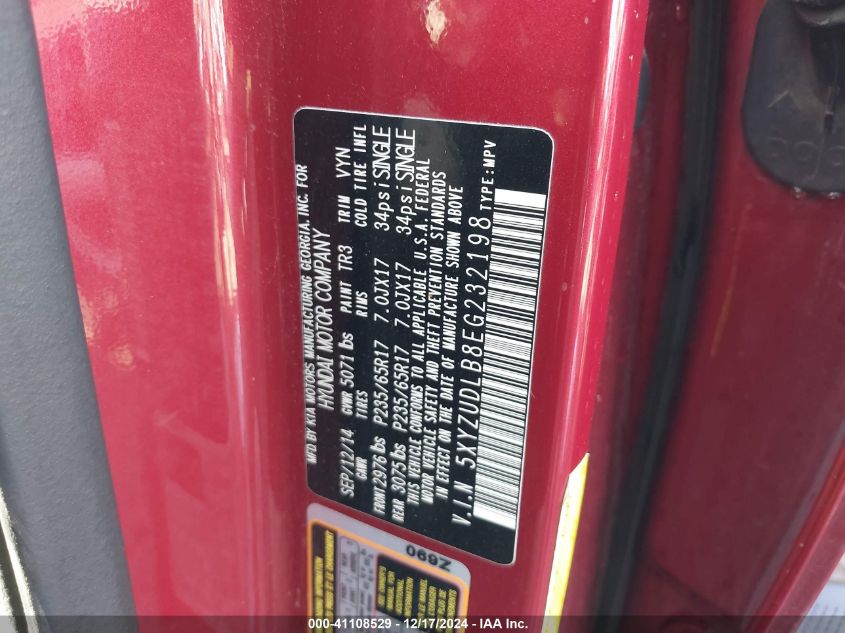 MFD BY KIA MOTORS MANUFACTURING GEORGIA, INC. FOR
HYUNDAI MOTOR COMPANY
SEP/12/14 GVWR 5071 lbs PAINT TR3 TRIM VYN
GAWR TIRES RMS COLD TIRE INFL
FRONT 2976 lbs P235/65R17 7.0JX17 34psi SINGLE
REAR 3075 lbs P235/65R17 7.0JX17 34psi SINGLE
THIS VEHICLE CONFORMS TO ALL APPLICABLE U.S.A. FEDERAL
MOTOR VEHICLE SAFETY AND THEFT PREVENTION STANDARDS
IN EFFECT ON THE DATE OF MANUFACTURE SHOWN ABOVE
V.I.N 5XYZUDLB8EG232198 TYPE:MPV
Z690
000-41108529 - 12/17/2024 - IAA Inc.